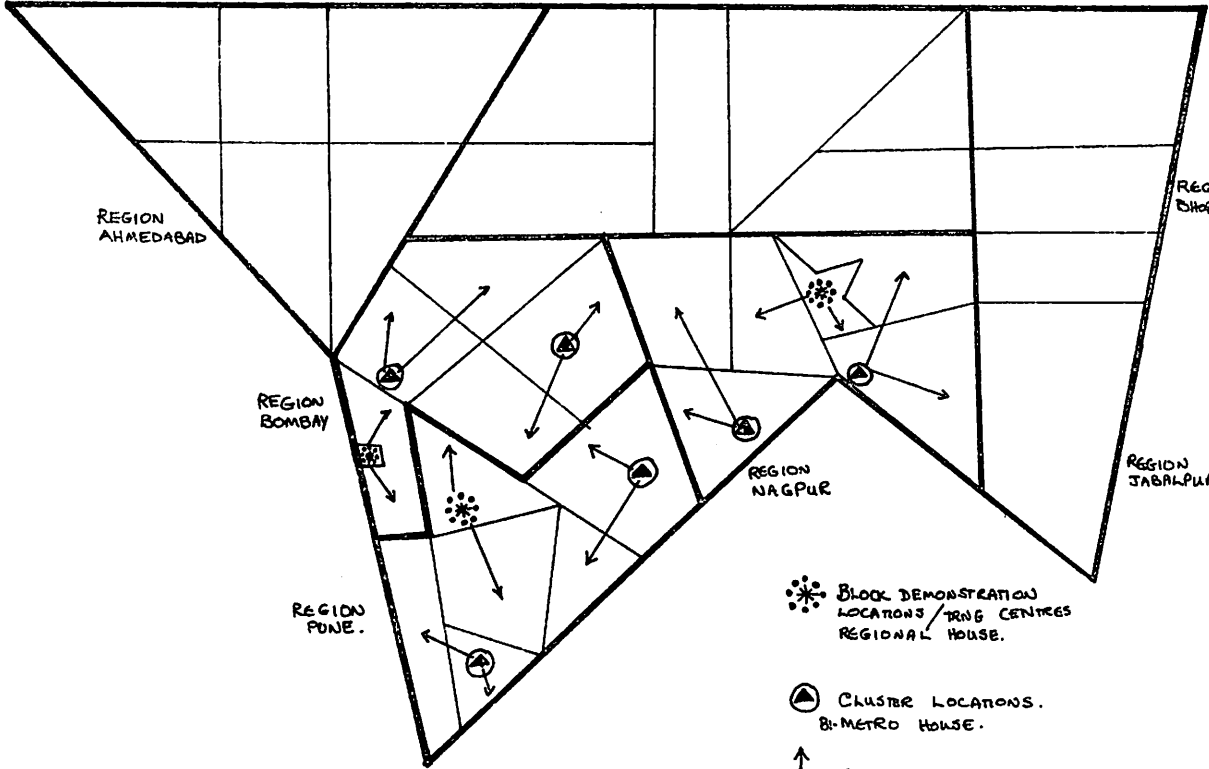 REGION
AHMEDABAD
REGION
BOMBAY
REGION
PUNE.
REGION
NAGPUR
REGION
JABALPUR
BLOCK DEMONSTRATION
LOCATIONS / TRNG CENTRES
REGIONAL HOUSE.
CLUSTER LOCATIONS.
BI-METRO HOUSE.